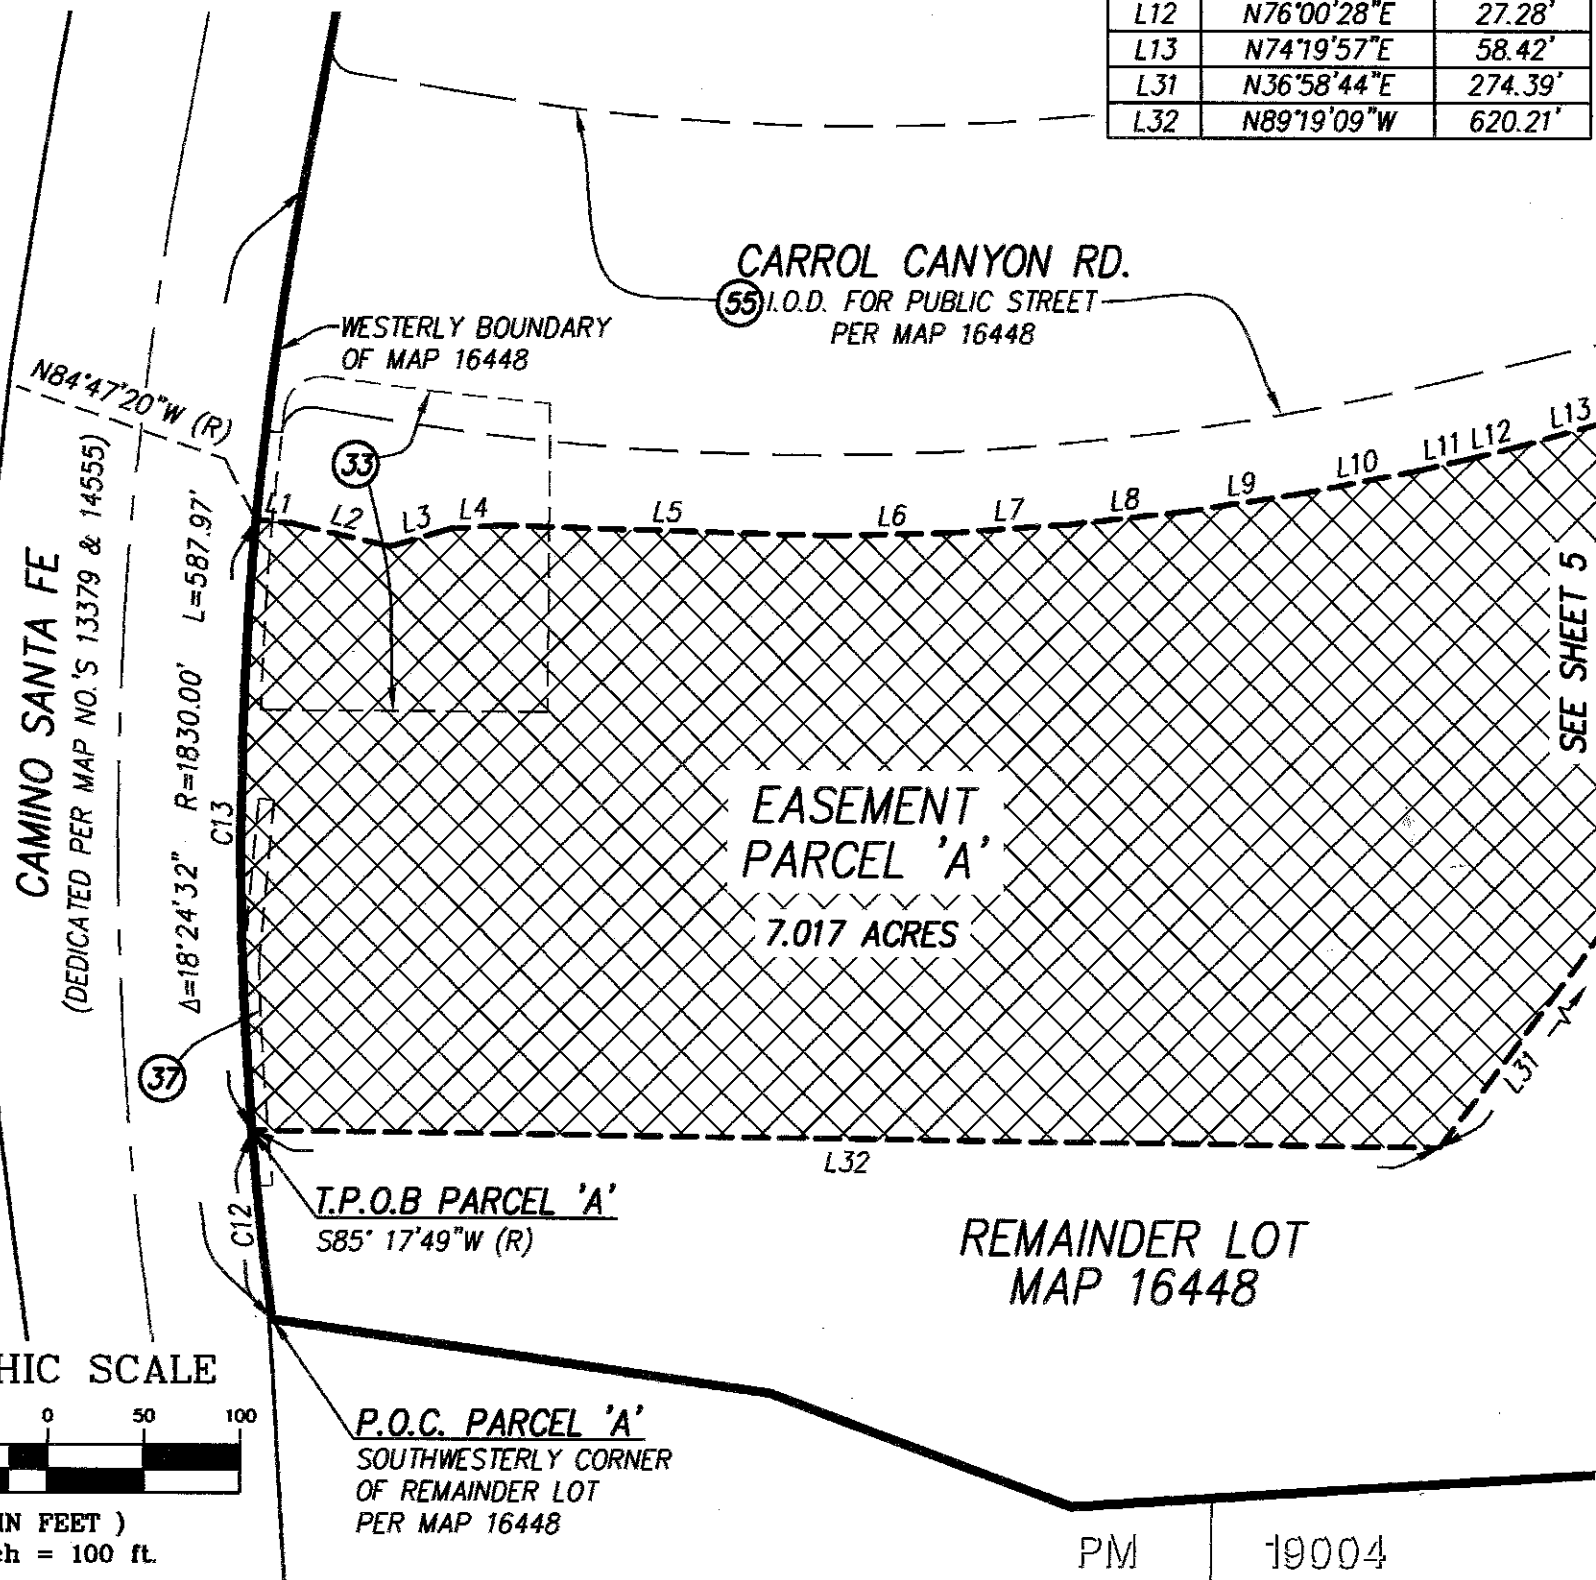 L12 N76°00'28"E 27.28'
L13 N74°19'57"E 58.42'
L31 N36°58'44"E 274.39'
L32 N89°19'09"W 620.21'
CARROL CANYON RD.
55 I.O.D. FOR PUBLIC STREET
PER MAP 16448
WESTERLY BOUNDARY
OF MAP 16448
N84°47'20"W (R)
33
L1
L2
L3
L4
L5
L6
L7
L8
L9
L10
L11
L12
L13
CAMINO SANTA FE
(DEDICATED PER MAP NO.'S 13379 & 14555)
Δ=18°24'32" R=1830.00' L=587.97'
C13
SEE SHEET 5
EASEMENT
PARCEL 'A'
7.017 ACRES
37
L31
L32
C12
T.P.O.B PARCEL 'A'
S85° 17'49"W (R)
REMAINDER LOT
MAP 16448
HIC SCALE
0 50 100
IN FEET )
ch = 100 ft.
P.O.C. PARCEL 'A'
SOUTHWESTERLY CORNER
OF REMAINDER LOT
PER MAP 16448
PM 19004